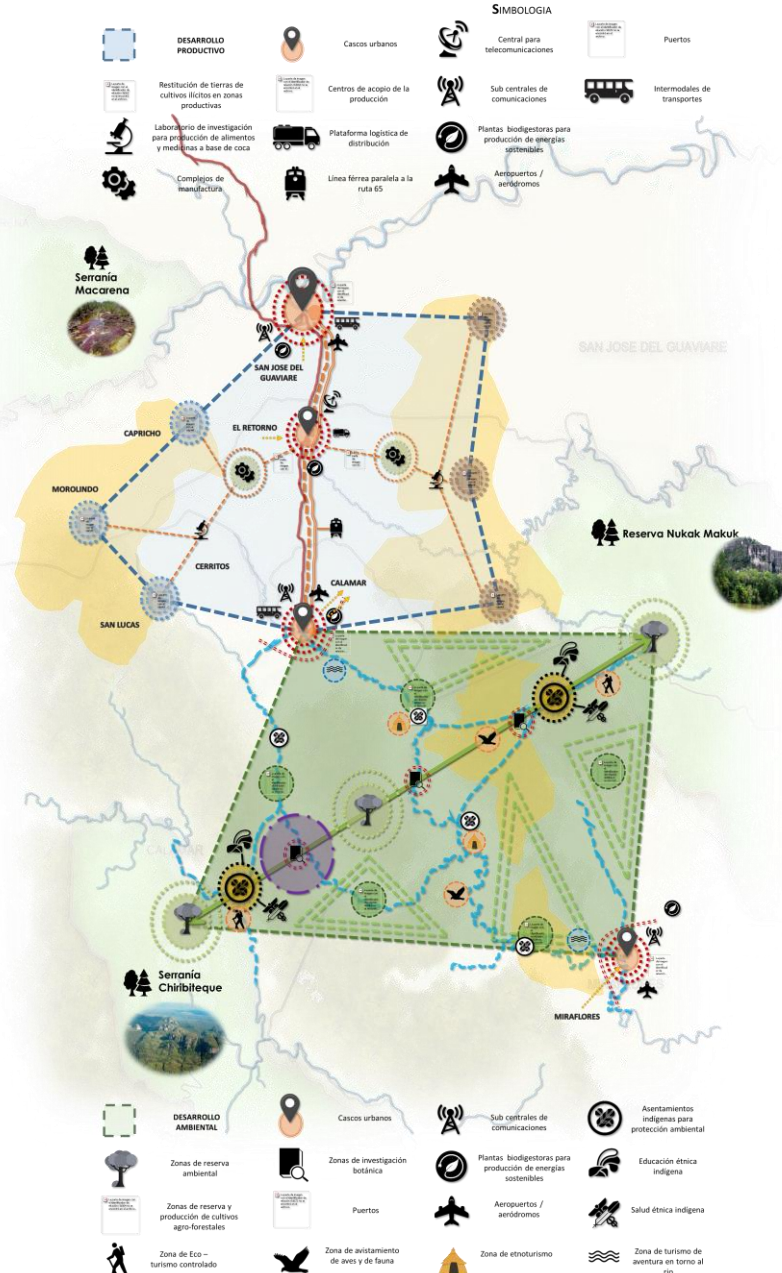 SIMBOLOGIA
DESARROLLO
PRODUCTIVO
Cascos urbanos
Central para
telecomunicaciones
Puertos
Restitución de tierras de
cultivos ilícitos en zonas
productivas
Centros de acopio de la
producción
Sub centrales de
comunicaciones
Intermodales de
transportes
Laboratorio de investigación
para producción de alimentos
y medicinas a base de coca
Plataforma logística de
distribución
Plantas biodigestoras para
producción de energías
sostenibles
Complejos de
manufactura
Línea férrea paralela a la
ruta 65
Aeropuertos /
aeródromos
Serranía
Macarena
SAN JOSE DEL
GUAVIARE
SAN JOSE DEL GUAVIARE
CAPRICHO
EL RETORNO
MOROLINDO
Reserva Nukak Makuk
CERRITOS
CALAMAR
SAN LUCAS
CALAMAR
Serranía
Chiribiteque
MIRAFLORES
DESARROLLO
AMBIENTAL
Cascos urbanos
Sub centrales de
comunicaciones
Asentamientos
indígenas para
protección ambiental
Zonas de reserva
ambiental
Zonas de investigación
botánica
Plantas biodigestoras para
producción de energías
sostenibles
Educación étnica
indigena
Zonas de reserva y
producción de cultivos
agro-forestales
Puertos
Aeropuertos /
aeródromos
Salud étnica indigena
Zona de Eco –
turismo controlado
Zona de avistamiento
de aves y de fauna
Zona de etnoturismo
Zona de turismo de
aventura en torno al
rio